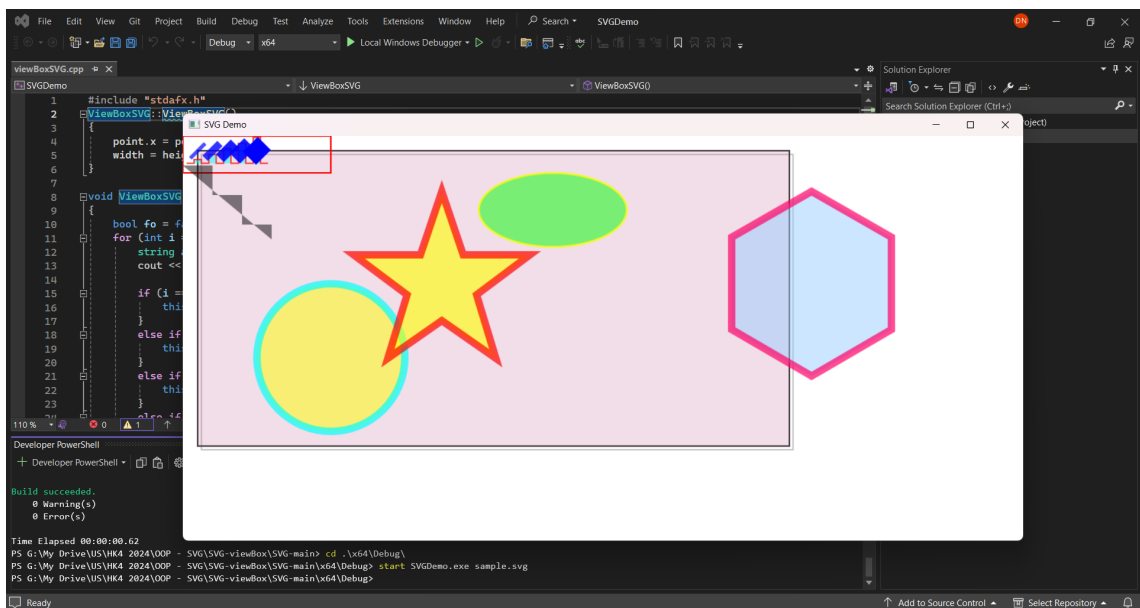 File Edit View Git Project Build Debug Test Analyze Tools Extensions Window Help Search SVGDemo DN
Debug x64 Local Windows Debugger
viewBoxSVG.cpp
Solution Explorer
SVGDemo ViewBoxSVG ViewBoxSVG()
Search Solution Explorer (Ctrl+;)
1 #include "stdafx.h"
2 ViewBoxSVG::ViewBoxSVG()
SVG Demo
oject)
3 {
4 point.x = p
5 width = hei
6 }
7
8 void ViewBoxSVG
9 {
10 bool fo = f
11 for (int i =
12 string
13 cout <<
14
15 if (i =
16 thi
17 }
18 else if
19 thi
20 }
21 else if
22 thi
23 }
24 else if
110 % 0 1
Developer PowerShell
Developer PowerShell
Build succeeded.
0 Warning(s)
0 Error(s)
Time Elapsed 00:00:00.62
PS G:\My Drive\US\HK4 2024\OOP - SVG\SVG-viewBox\SVG-main> cd .\x64\Debug\
PS G:\My Drive\US\HK4 2024\OOP - SVG\SVG-viewBox\SVG-main\x64\Debug> start SVGDemo.exe sample.svg
PS G:\My Drive\US\HK4 2024\OOP - SVG\SVG-viewBox\SVG-main\x64\Debug>
Ready Add to Source Control Select Repository